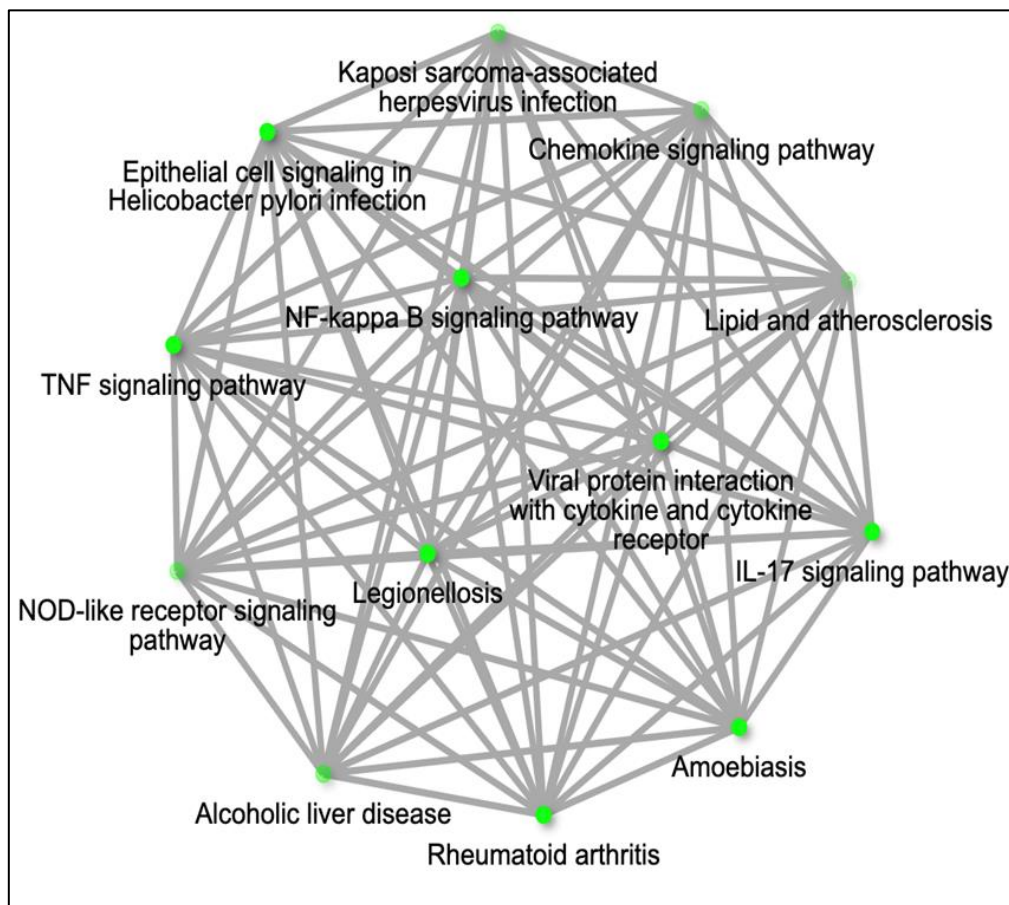 Kaposi sarcoma-associated
herpesvirus infection
Chemokine signaling pathway
Epithelial cell signaling in
Helicobacter pylori infection
NF-kappa B signaling pathway
Lipid and atherosclerosis
TNF signaling pathway
Viral protein interaction
with cytokine and cytokine
receptor
IL-17 signaling pathway
Legionellosis
NOD-like receptor signaling
pathway
Amoebiasis
Alcoholic liver disease
Rheumatoid arthritis